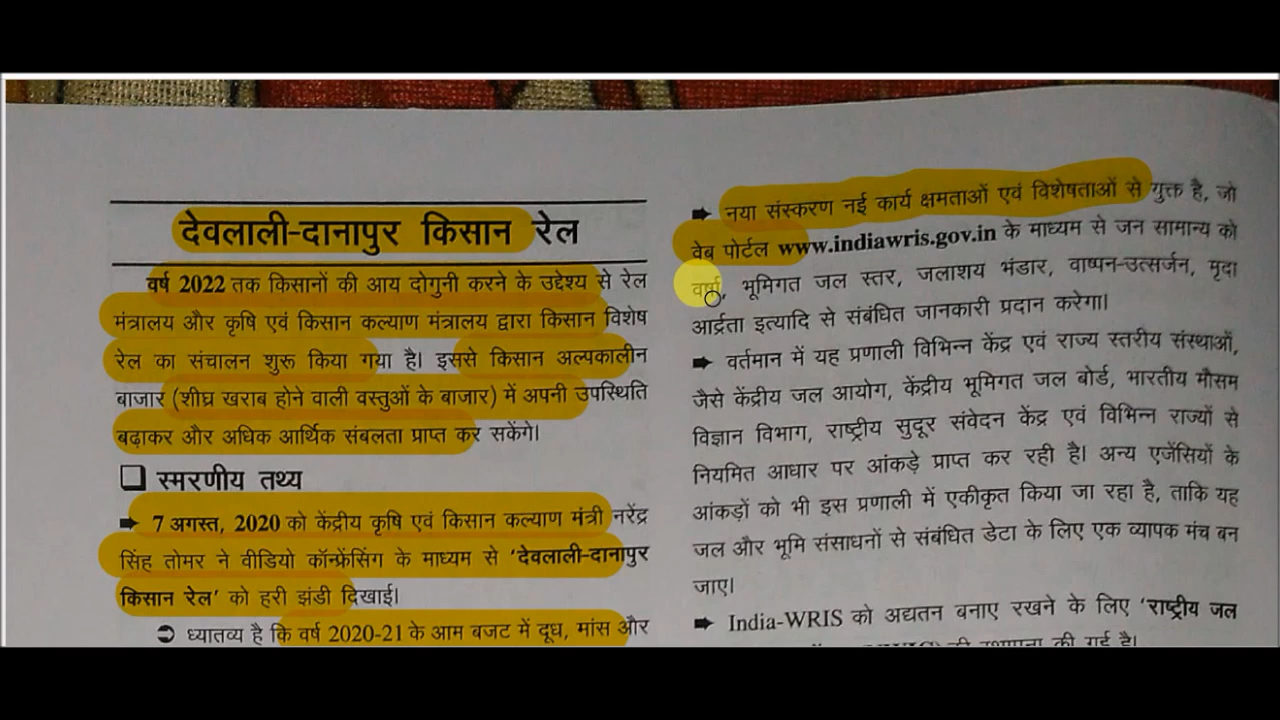 देवलाली-दानापुर किसान रेल
वर्ष 2022 तक किसानों की आय दोगुनी करने के उद्देश्य से रेल
मंत्रालय और कृषि एवं किसान कल्याण मंत्रालय द्वारा किसान विशेष
रेल का संचालन शुरू किया गया है। इससे किसान अल्पकालीन
बाजार (शीघ्र खराब होने वाली वस्तुओं के बाजार) में अपनी उपस्थिति
बढ़ाकर और अधिक आर्थिक संबलता प्राप्त कर सकेंगे।
❑ स्मरणीय तथ्य
➡ 7 अगस्त, 2020 को केंद्रीय कृषि एवं किसान कल्याण मंत्री नरेंद्र
सिंह तोमर ने वीडियो कॉन्फ्रेंसिंग के माध्यम से ‘देवलाली-दानापुर
किसान रेल’ को हरी झंडी दिखाई।
➲ ध्यातव्य है कि वर्ष 2020-21 के आम बजट में दूध, मांस और
➡ नया संस्करण नई कार्य क्षमताओं एवं विशेषताओं से युक्त है, जो
वेब पोर्टल www.indiawris.gov.in के माध्यम से जन सामान्य को
वर्षा, भूमिगत जल स्तर, जलाशय भंडार, वाष्पन-उत्सर्जन, मृदा
आर्द्रता इत्यादि से संबंधित जानकारी प्रदान करेगा।
➡ वर्तमान में यह प्रणाली विभिन्न केंद्र एवं राज्य स्तरीय संस्थाओं,
जैसे केंद्रीय जल आयोग, केंद्रीय भूमिगत जल बोर्ड, भारतीय मौसम
विज्ञान विभाग, राष्ट्रीय सुदूर संवेदन केंद्र एवं विभिन्न राज्यों से
नियमित आधार पर आंकड़े प्राप्त कर रही है। अन्य एजेंसियों के
आंकड़ों को भी इस प्रणाली में एकीकृत किया जा रहा है, ताकि यह
जल और भूमि संसाधनों से संबंधित डेटा के लिए एक व्यापक मंच बन
जाए।
➡ India-WRIS को अद्यतन बनाए रखने के लिए ‘राष्ट्रीय जल
की स्थापना की गई है।